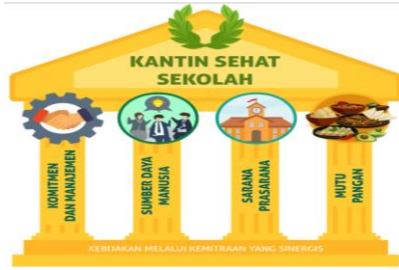 KANTIN SEHAT
SEKOLAH
KOMITMEN
DAN MANAJEMEN
SUMBER DAYA
MANUSIA
SARANA
PRASARANA
MUTU
PANGAN
KEBIJAKAN MELALUI KEMITRAAN YANG SINERGIS